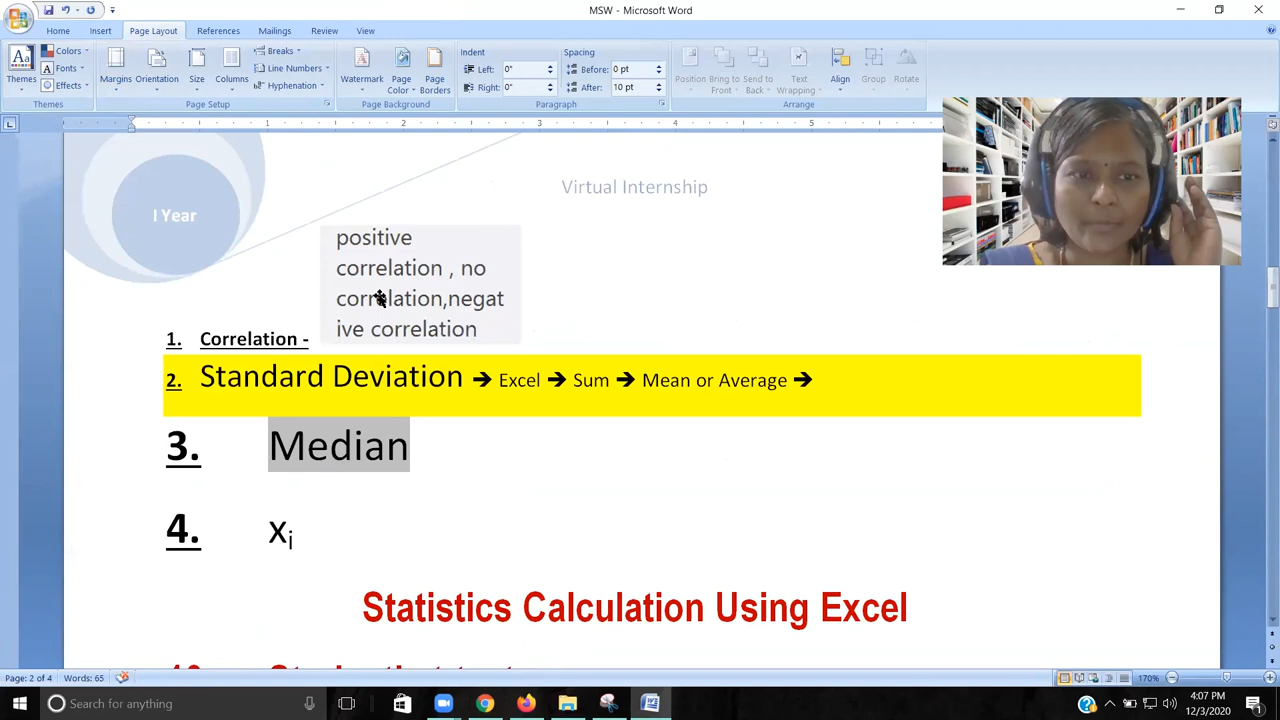 MSW - Microsoft Word
Home Insert Page Layout References Mailings Review View
Themes Colors Fonts Effects Themes
Margins Orientation Size Columns Breaks Line Numbers Hyphenation Page Setup
Watermark Page Color Page Borders Page Background
Indent Left: 0" Right: 0"
Spacing Before: 0 pt After: 10 pt Paragraph
Position Bring to Front Send to Back Text Wrapping Align Group Rotate Arrange
1 2 3 4 5
Virtual Internship
I Year
positive
correlation , no
correlation,negat
ive correlation
1. Correlation -
2. Standard Deviation → Excel → Sum → Mean or Average →
3. Median
4. xi
Statistics Calculation Using Excel
Page: 2 of 4 Words: 65 170%
Search for anything
4:07 PM
12/3/2020